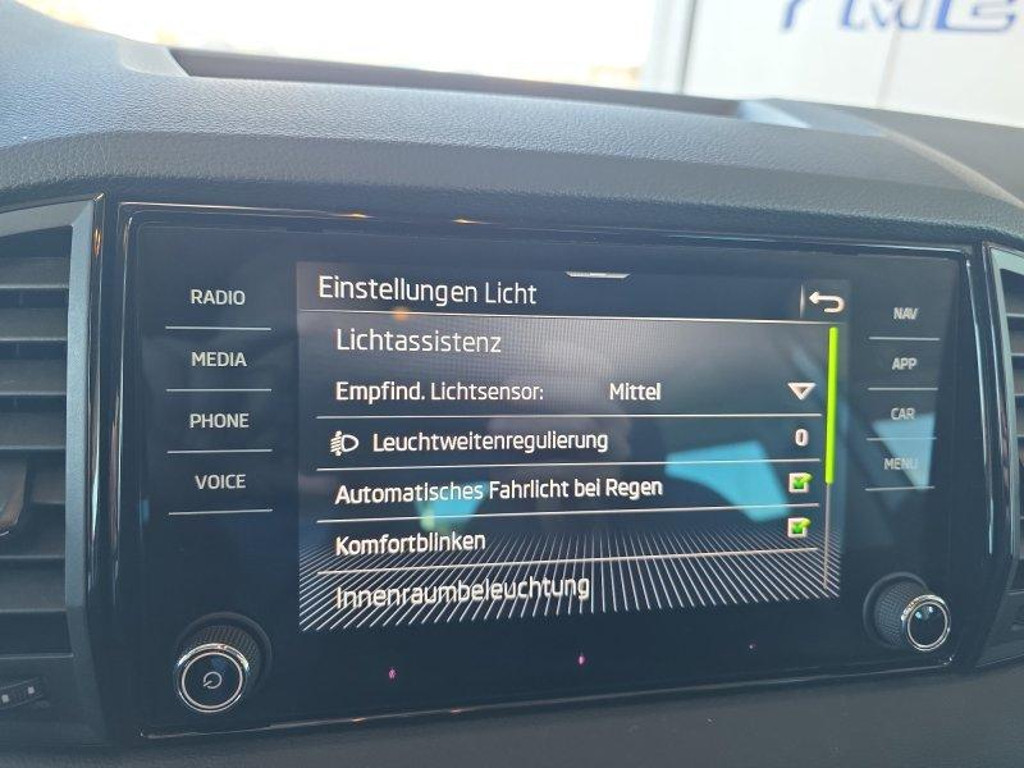 RADIO
MEDIA
PHONE
VOICE
Einstellungen Licht
Lichtassistenz
Empfind. Lichtsensor: Mittel
Leuchtweitenregulierung 0
Automatisches Fahrlicht bei Regen
Komfortblinken
Innenraumbeleuchtung
NAV
APP
CAR
MENU